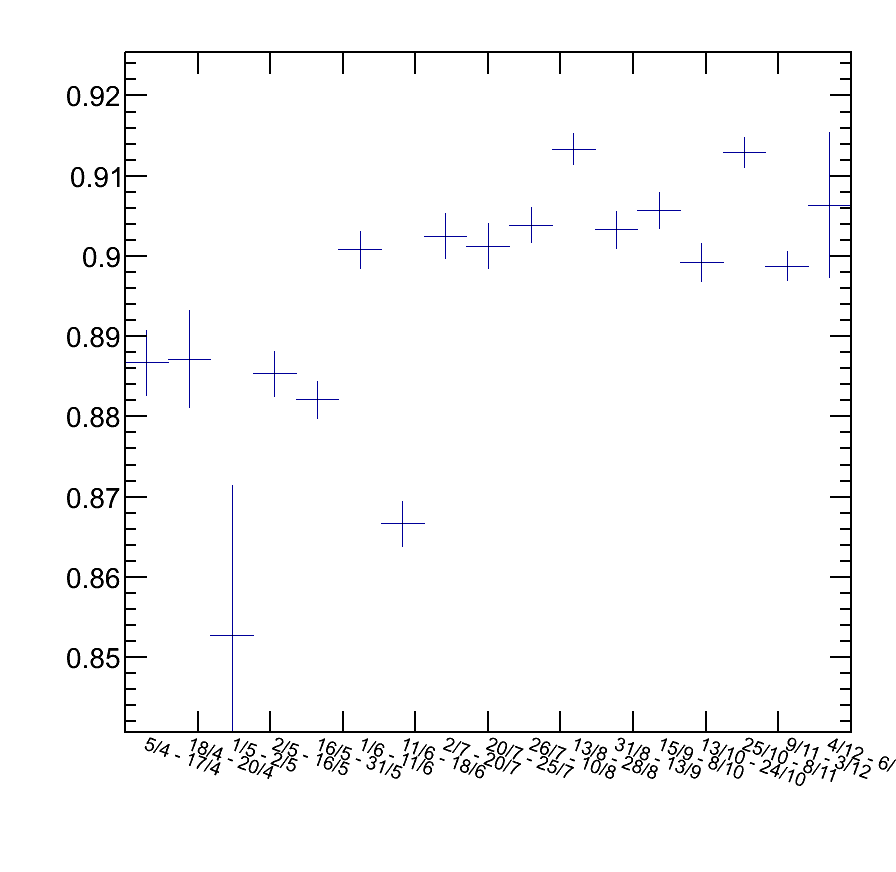 0.92
0.91
0.9
0.89
0.88
0.87
0.86
0.85
5/4 - 17/4
18/4 - 20/4
1/5 - 2/5
2/5 - 16/5
16/5 - 31/5
1/6 - 11/6
11/6 - 18/6
2/7 - 20/7
20/7 - 25/7
26/7 - 10/8
13/8 - 28/8
31/8 - 13/9
15/9 - 8/10
13/10 - 24/10
25/10 - 8/11
9/11 - 3/12
4/12 - 6/